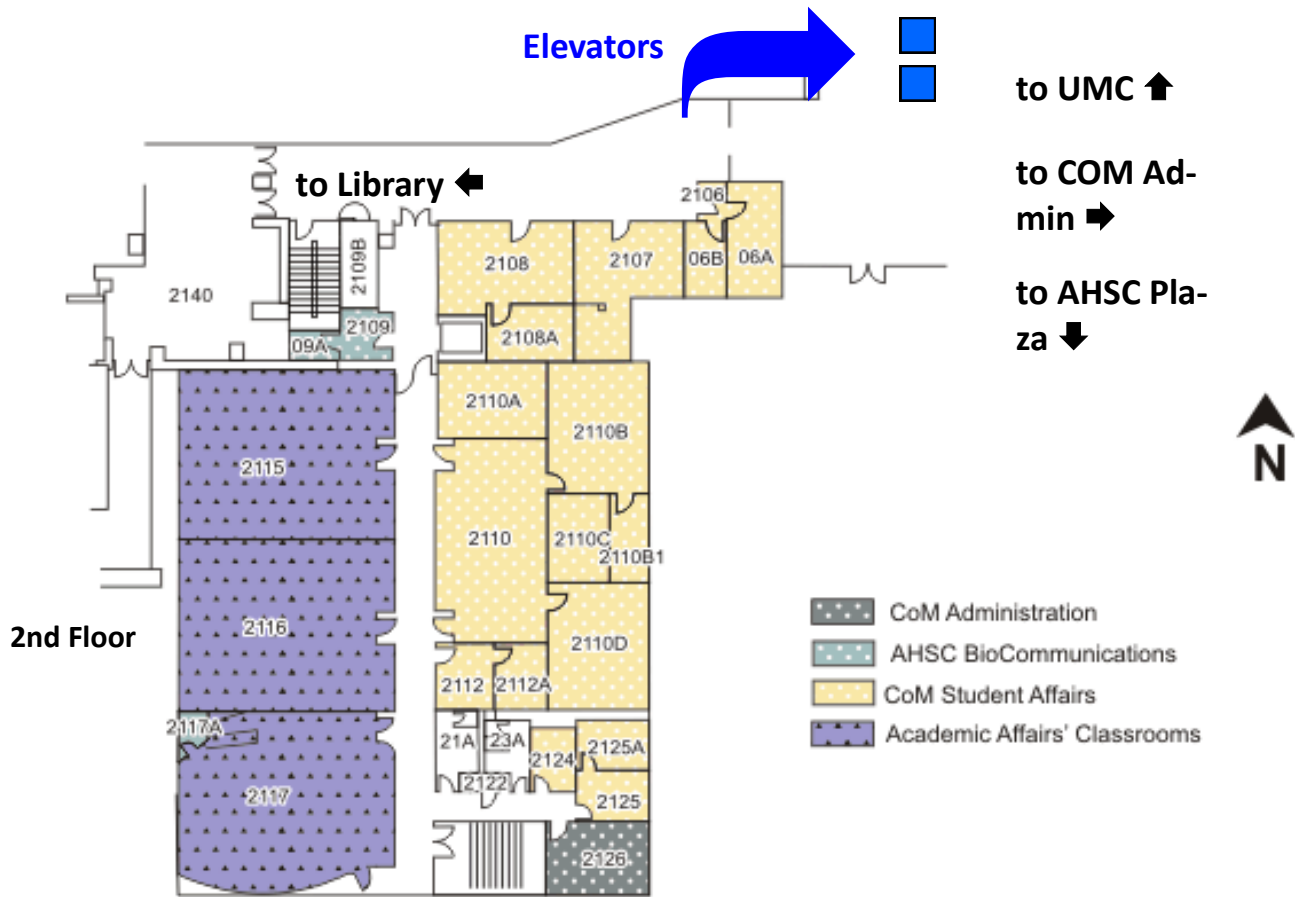 Elevators
to UMC ⬆
to Library ⬅
to COM Ad-
min ➡
2106
2109B
2108
2107
06B
06A
2140
to AHSC Pla-
za ⬇
2109
09A
2108A
2110A
2110B
2115
N
2110
2110C
2110B1
2116
2nd Floor
2110D
CoM Administration
AHSC BioCommunications
2112
2112A
CoM Student Affairs
2117A
21A
23A
2125A
Academic Affairs' Classrooms
2124
2122
2117
2125
2126